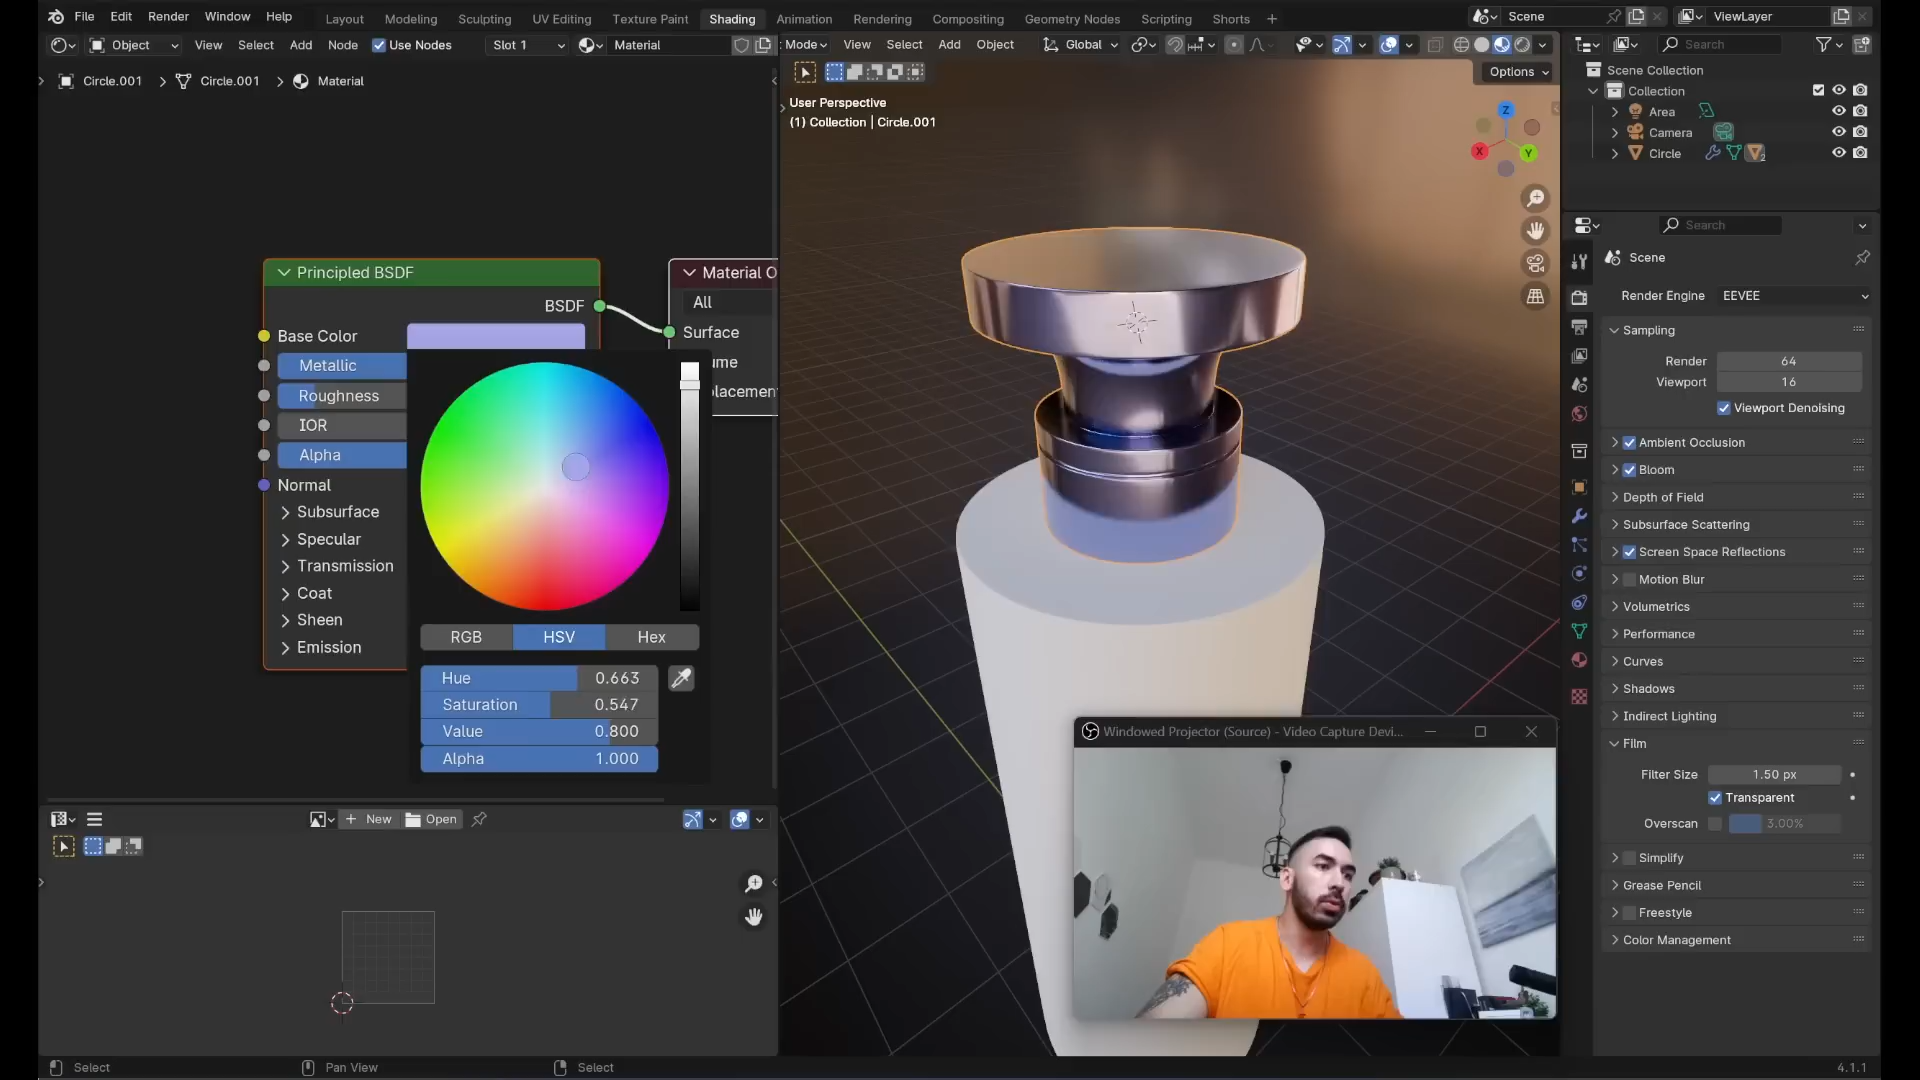 File Edit Render Window Help Layout Modeling Sculpting UV Editing Texture Paint Shading Animation Rendering Compositing Geometry Nodes Scripting Shorts + Scene ViewLayer
Object View Select Add Node Use Nodes Slot 1 Material
Mode View Select Add Object Global
Search
Options
Circle.001 > Circle.001 > Material
User Perspective
(1) Collection | Circle.001
Z
X
Y
Scene Collection
Collection
Area
Camera
Circle
2
Principled BSDF
BSDF
Base Color
Metallic
Roughness
IOR
Alpha
Normal
Subsurface
Specular
Transmission
Coat
Sheen
Emission
Material O
All
Surface
ume
placement
RGB HSV Hex
Hue 0.663
Saturation 0.547
Value 0.800
Alpha 1.000
Search
Scene
Render Engine EEVEE
Sampling
Render 64
Viewport 16
Viewport Denoising
Ambient Occlusion
Bloom
Depth of Field
Subsurface Scattering
Screen Space Reflections
Motion Blur
Volumetrics
Performance
Curves
Shadows
Indirect Lighting
Film
Filter Size 1.50 px
Transparent
Overscan 3.00%
Simplify
Grease Pencil
Freestyle
Color Management
Windowed Projector (Source) - Video Capture Devi...
+ New Open
Select Pan View Select 4.1.1